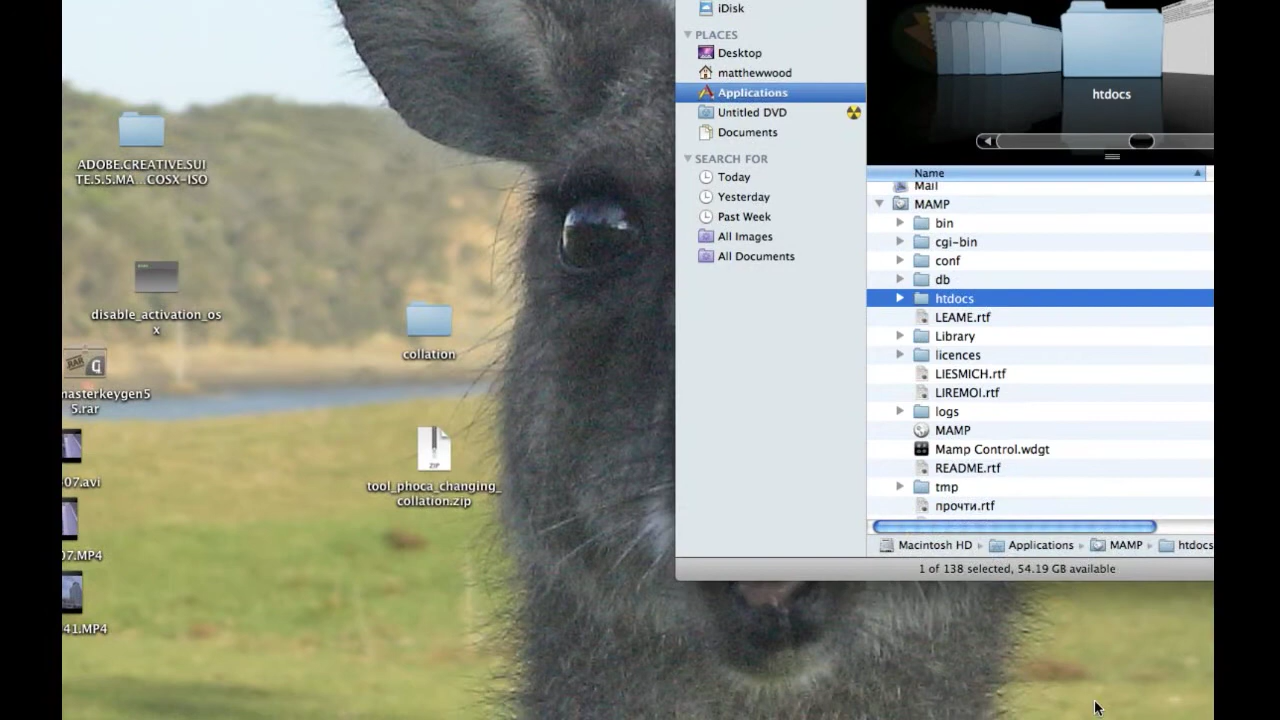 ADOBE.CREATIVE.SUI
TE.5.5.MA...COSX-ISO
disable_activation_os
x
RAR
masterkeygen5
5.rar
07.avi
07.MP4
41.MP4
collation
ZIP
tool_phoca_changing_
collation.zip
iDisk
PLACES
Desktop
matthewwood
Applications
Untitled DVD
Documents
SEARCH FOR
Today
Yesterday
Past Week
All Images
All Documents
htdocs
Name
Mail
MAMP
bin
cgi-bin
conf
db
htdocs
LEAME.rtf
Library
licences
LIESMICH.rtf
LIREMOI.rtf
logs
MAMP
Mamp Control.wdgt
README.rtf
tmp
прочти.rtf
Macintosh HD Applications MAMP htdocs
1 of 138 selected, 54.19 GB available